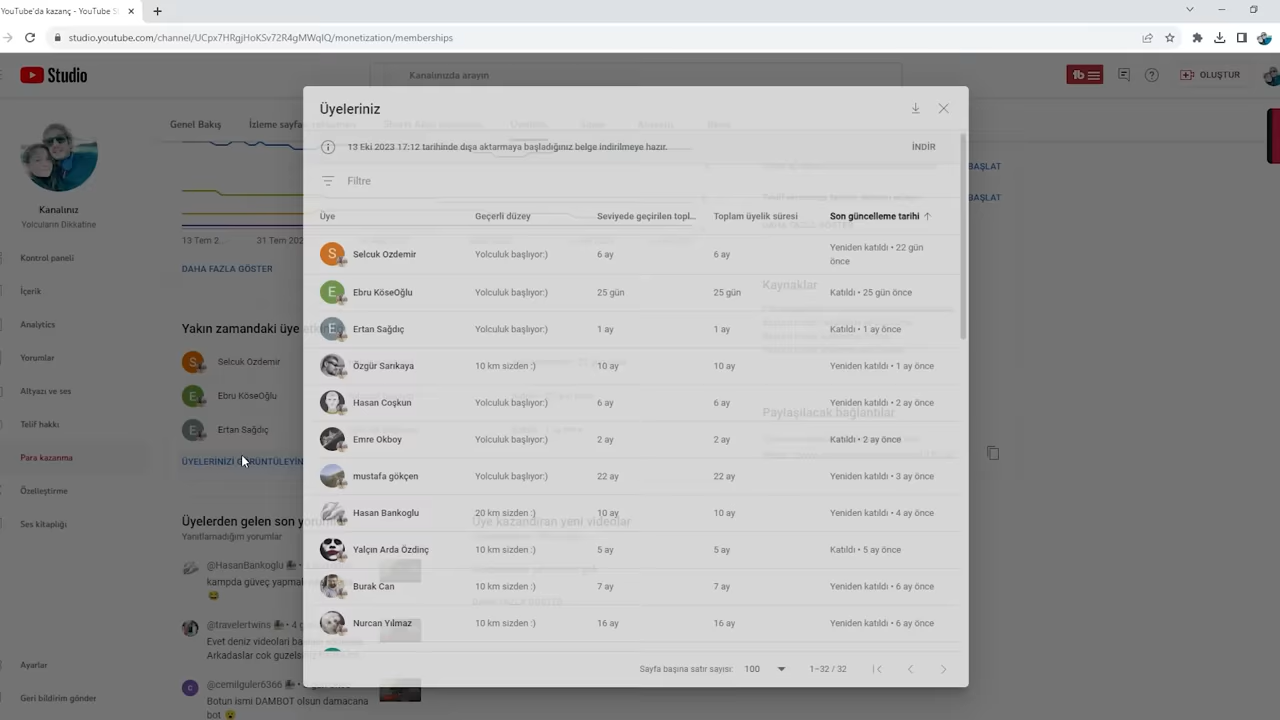 YouTube'da kazanç - YouTube S
studio.youtube.com/channel/UCpx7HRgjHoKSv72R4gMWqIQ/monetization/memberships
Studio
Kanalınızda arayın
OLUŞTUR
Kanalınız
Yolcuların Dikkatine
Kontrol paneli
İçerik
Analytics
Yorumlar
Altyazı ve ses
Telif hakkı
Para kazanma
Özelleştirme
Ses kitaplığı
Ayarlar
Geri bildirim gönder
Genel Bakış
İzleme sayfası
13 Tem 2...
31 Tem 202
DAHA FAZLA GÖSTER
Yakın zamandaki üye
Selcuk Ozdemir
Ebru KöseOğlu
Ertan Sağdıç
ÜYELERİNİZİ GÖRÜNTÜLEYİN
Üyelerden gelen son yorumlar
Yanıtlamadığım yorumlar
@HasanBankoglu
kampda güveç yapmak
@travelertwins • 4 g
Evet deniz videolari
Arkadaslar cok guzel
@cemilguler6366 •
Botun ismi DAMBOT olsun damacana
bot
Üyeleriniz
13 Eki 2023 17:12 tarihinde dışa aktarmaya başladığınız belge indirilmeye hazır.
İNDİR
Filtre
Üye Geçerli düzey Seviyede geçirilen topl... Toplam üyelik süresi Son güncelleme tarihi
Selcuk Ozdemir Yolculuk başlıyor:) 6 ay 6 ay Yeniden katıldı • 22 gün
önce
Ebru KöseOğlu Yolculuk başlıyor:) 25 gün 25 gün Katıldı • 25 gün önce
Ertan Sağdıç Yolculuk başlıyor:) 1 ay 1 ay Katıldı • 1 ay önce
Özgür Sarıkaya 10 km sizden :) 10 ay 10 ay Yeniden katıldı • 1 ay önce
Hasan Coşkun Yolculuk başlıyor:) 6 ay 6 ay Yeniden katıldı • 2 ay önce
Emre Okboy Yolculuk başlıyor:) 2 ay 2 ay Katıldı • 2 ay önce
mustafa gökçen Yolculuk başlıyor:) 22 ay 22 ay Yeniden katıldı • 3 ay önce
Hasan Bankoglu 20 km sizden :) 10 ay 10 ay Yeniden katıldı • 4 ay önce
Yalçın Arda Özdinç 10 km sizden :) 5 ay 5 ay Katıldı • 5 ay önce
Burak Can 10 km sizden :) 7 ay 7 ay Yeniden katıldı • 6 ay önce
Nurcan Yılmaz 10 km sizden :) 16 ay 16 ay Yeniden katıldı • 6 ay önce
Sayfa başına satır sayısı: 100 1–32 / 32
Kaynaklar
Paylaşılacak bağlantılar
Üye kazandıran yeni videolar
BAŞLAT
BAŞLAT